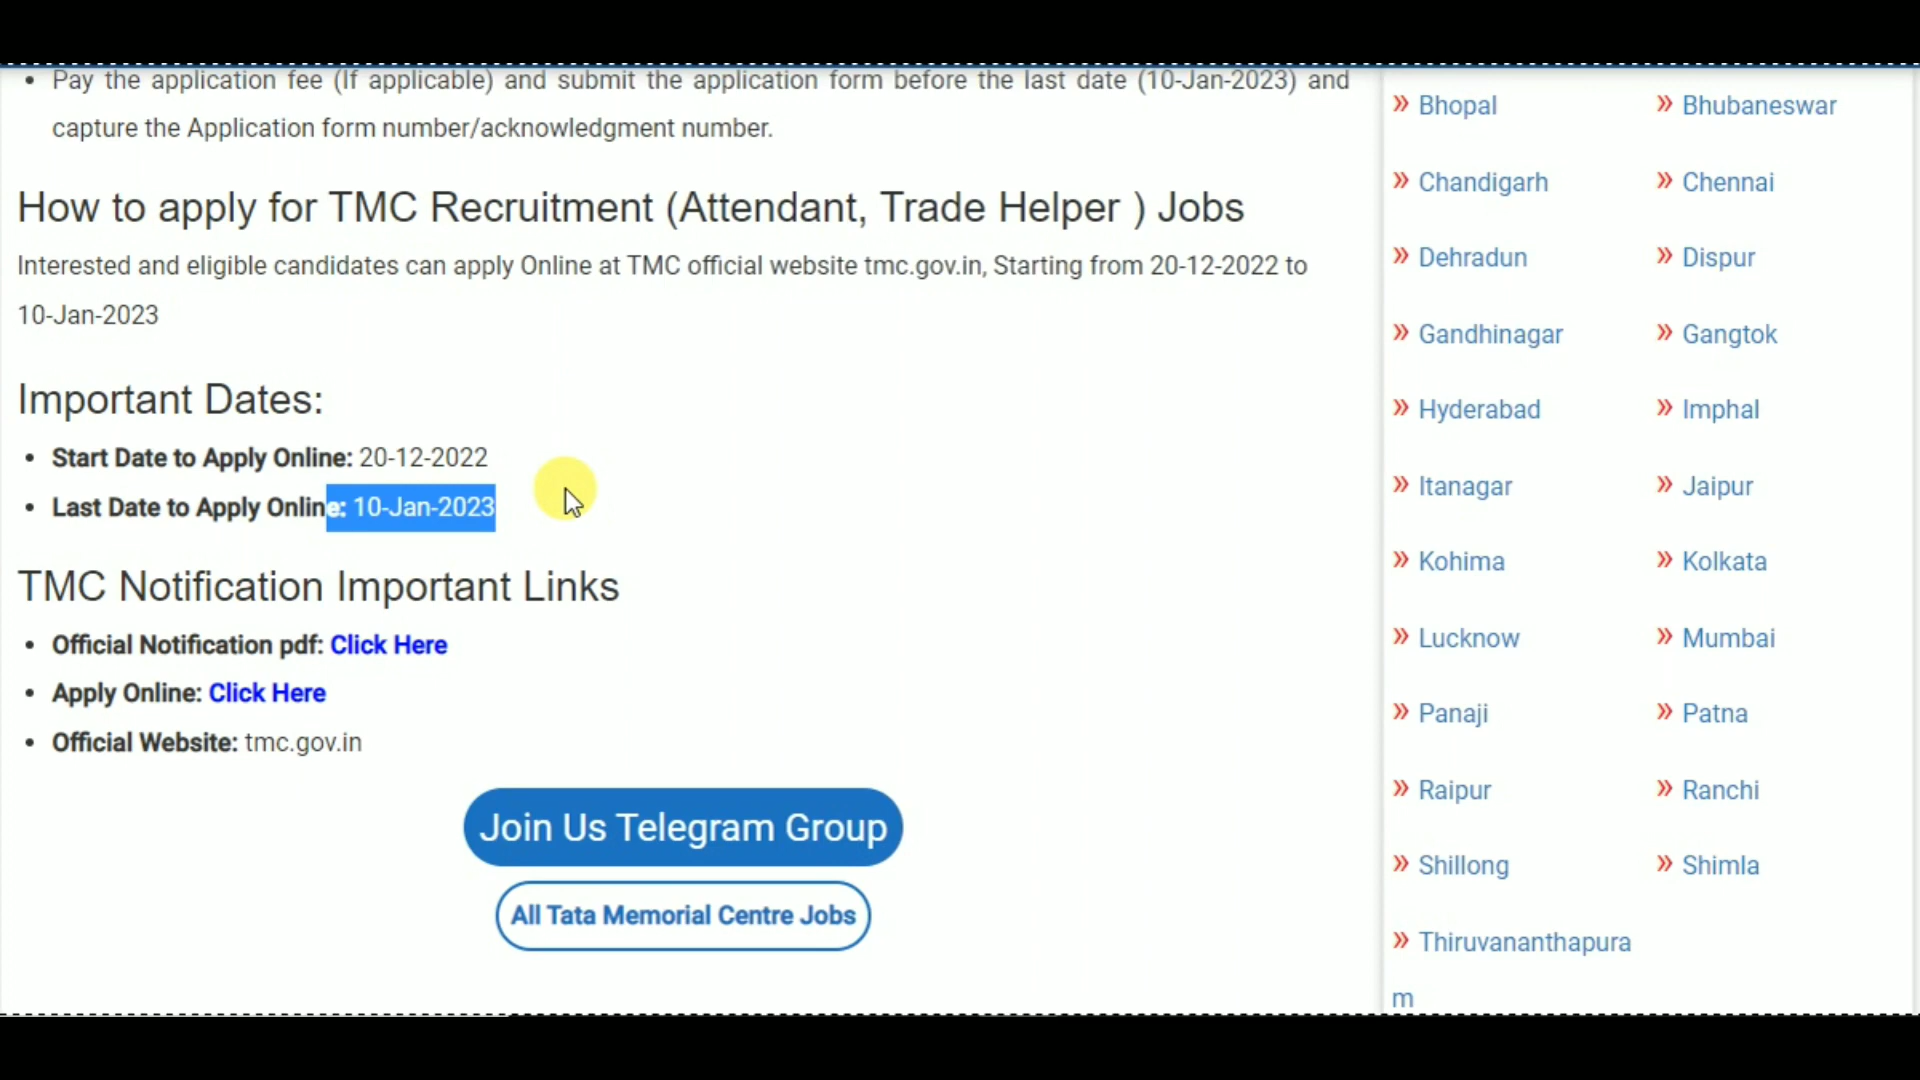 Pay the application fee (If applicable) and submit the application form before the last date (10-Jan-2023) and
capture the Application form number/acknowledgment number.
How to apply for TMC Recruitment (Attendant, Trade Helper ) Jobs
Interested and eligible candidates can apply Online at TMC official website tmc.gov.in, Starting from 20-12-2022 to
10-Jan-2023
Important Dates:
Start Date to Apply Online: 20-12-2022
Last Date to Apply Online: 10-Jan-2023
TMC Notification Important Links
Official Notification pdf: Click Here
Apply Online: Click Here
Official Website: tmc.gov.in
Join Us Telegram Group
All Tata Memorial Centre Jobs
» Bhopal » Bhubaneswar
» Chandigarh » Chennai
» Dehradun » Dispur
» Gandhinagar » Gangtok
» Hyderabad » Imphal
» Itanagar » Jaipur
» Kohima » Kolkata
» Lucknow » Mumbai
» Panaji » Patna
» Raipur » Ranchi
» Shillong » Shimla
» Thiruvananthapura
m